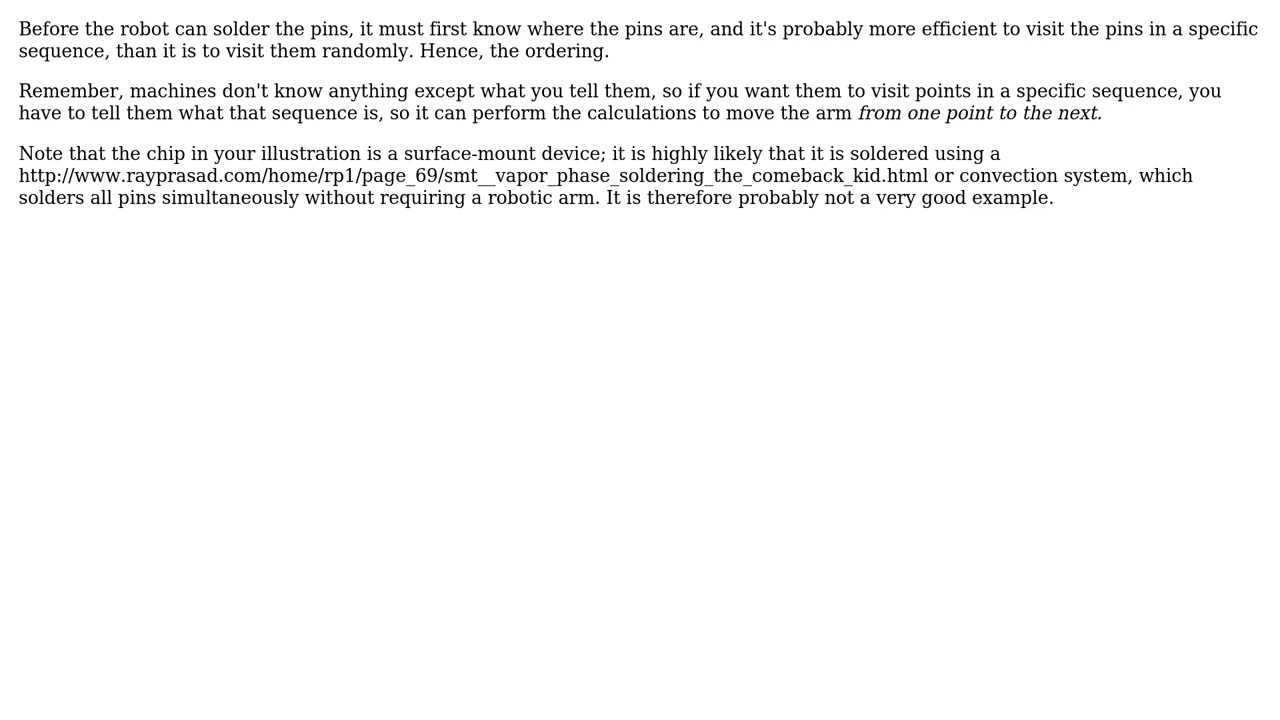 Before the robot can solder the pins, it must first know where the pins are, and it's probably more efficient to visit the pins in a specific
sequence, than it is to visit them randomly. Hence, the ordering.
Remember, machines don't know anything except what you tell them, so if you want them to visit points in a specific sequence, you
have to tell them what that sequence is, so it can perform the calculations to move the arm from one point to the next.
Note that the chip in your illustration is a surface-mount device; it is highly likely that it is soldered using a
http://www.rayprasad.com/home/rp1/page_69/smt__vapor_phase_soldering_the_comeback_kid.html or convection system, which
solders all pins simultaneously without requiring a robotic arm. It is therefore probably not a very good example.